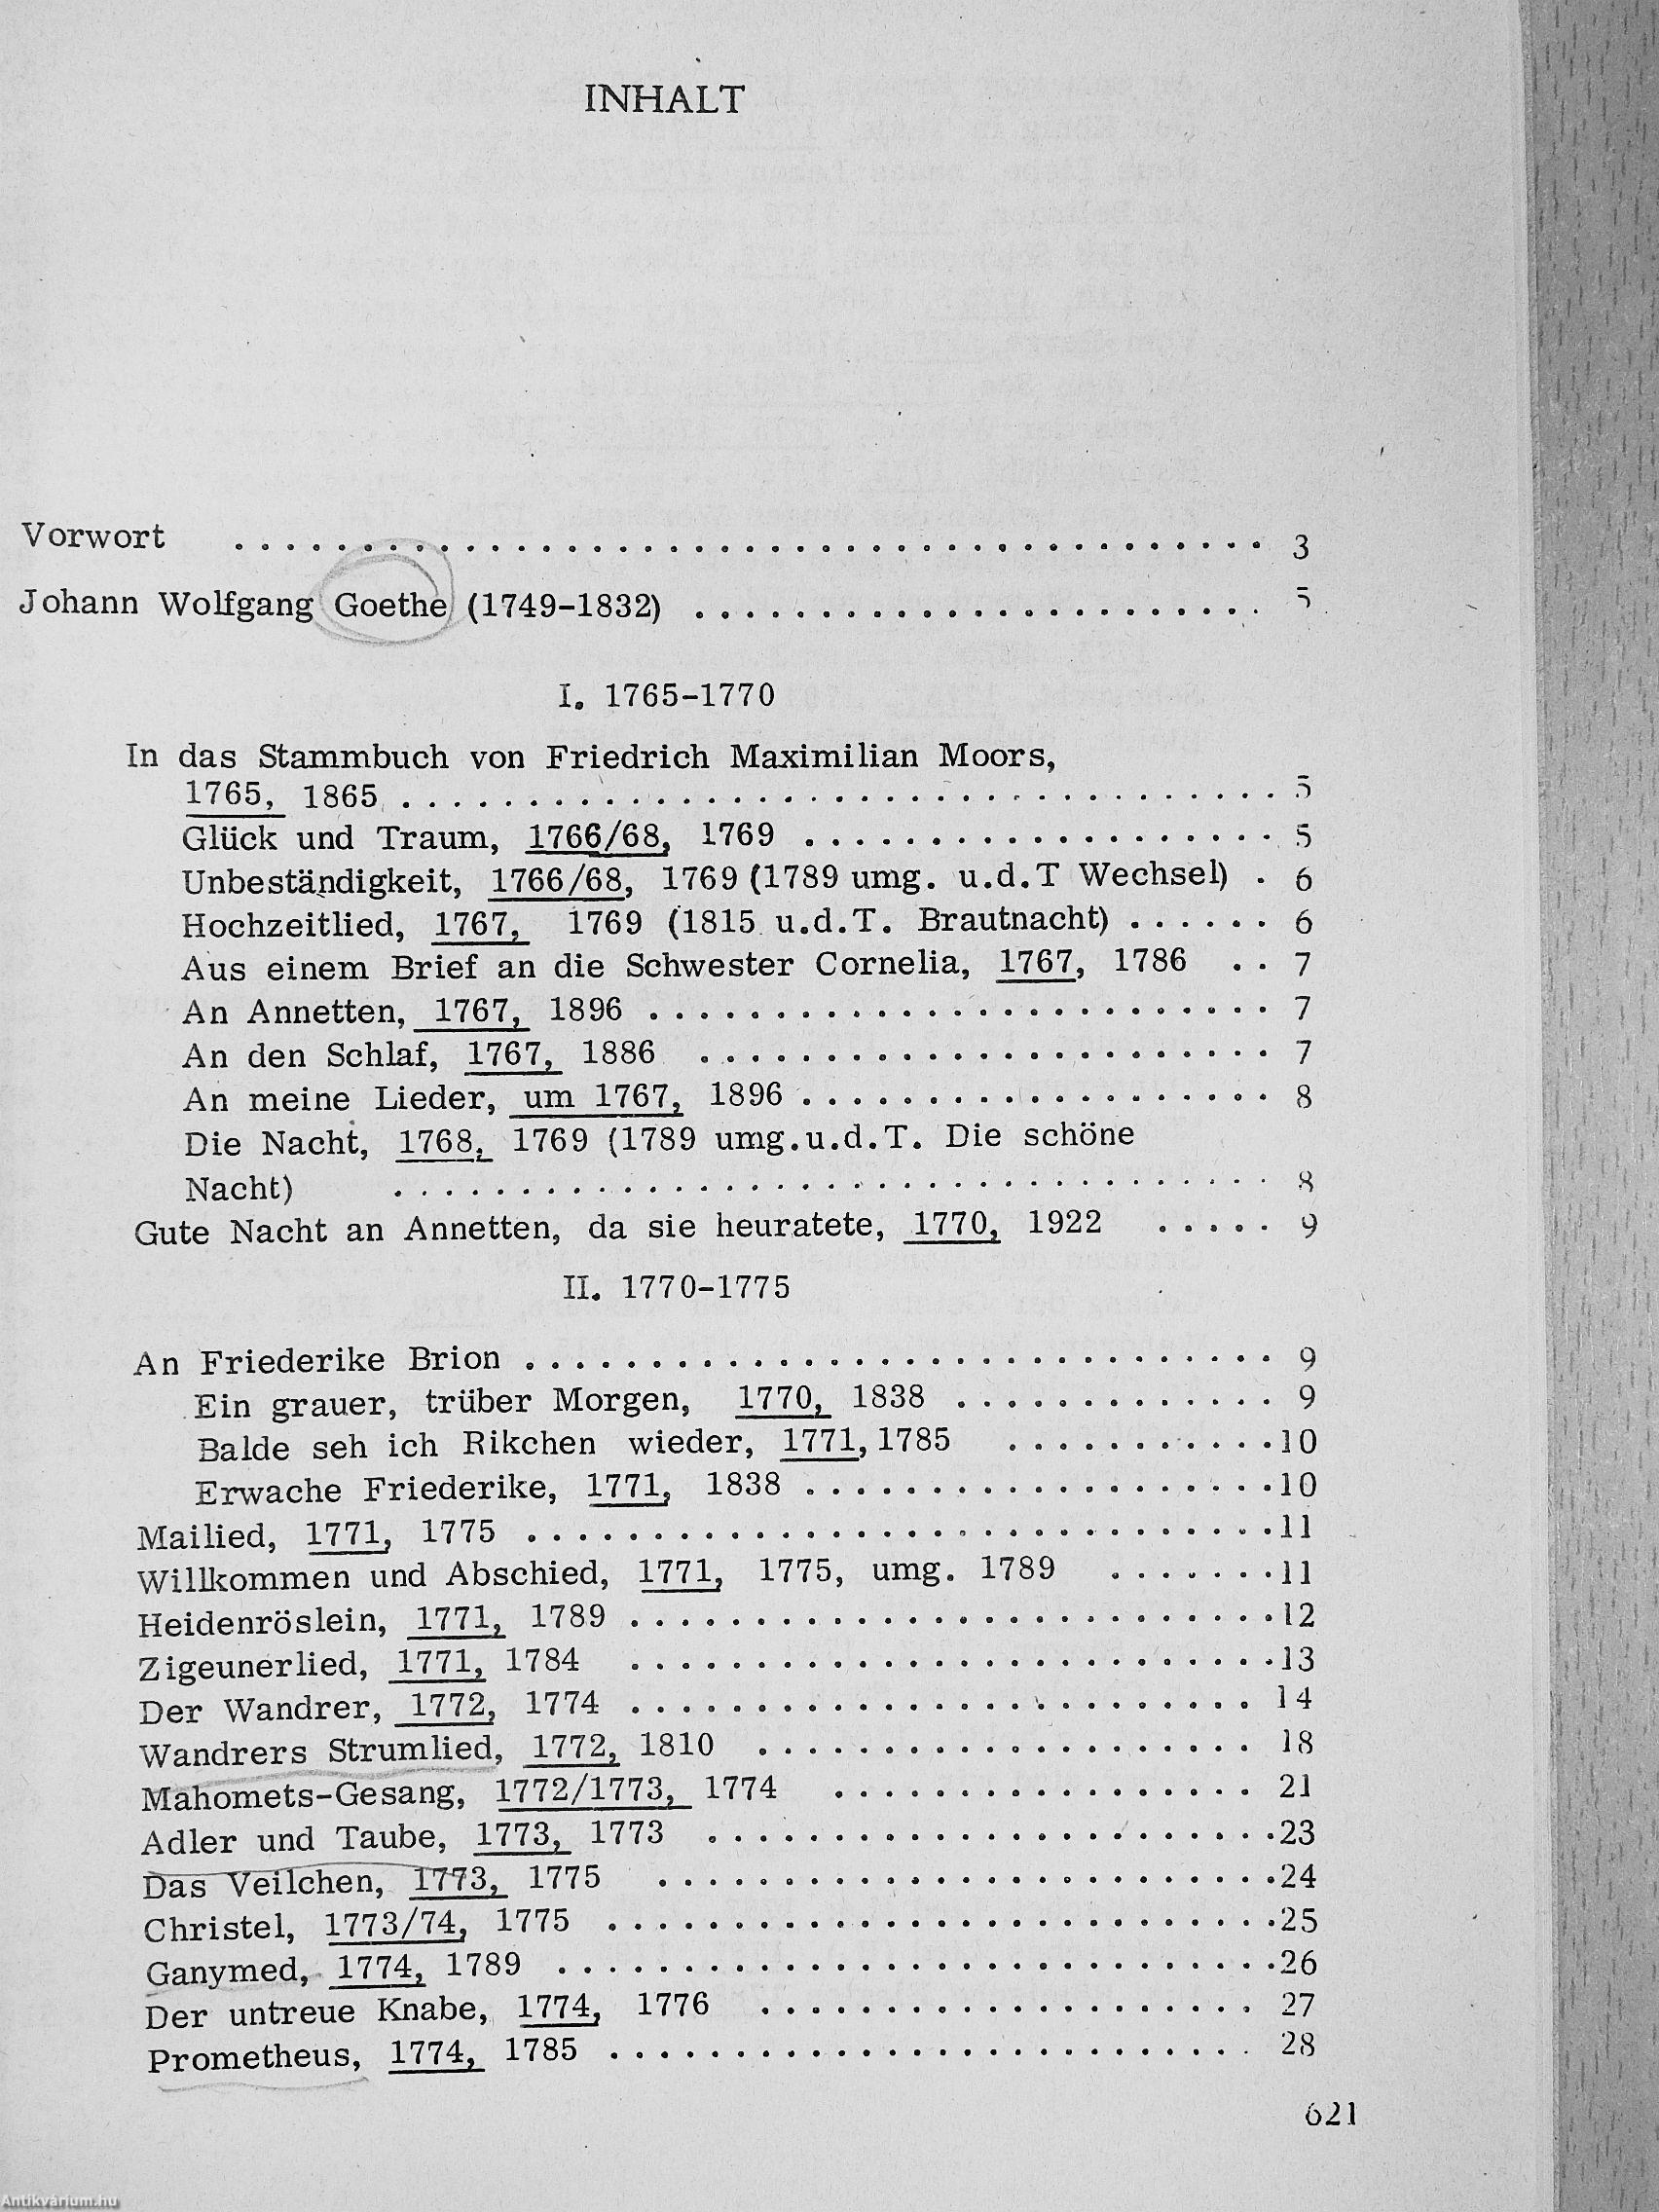 INHALT
Vorwort . . . . . . . . . . . . . . . . . . . . . . . . . . . . . . . . . . . . . . . . . 3
Johann Wolfgang Goethe (1749-1832) . . . . . . . . . . . . . . . . . . . . . . . 5
I. 1765-1770
In das Stammbuch von Friedrich Maximilian Moors,
1765, 1865 . . . . . . . . . . . . . . . . . . . . . . . . . . . . . . . . . . . 5
Glück und Traum, 1766/68, 1769 . . . . . . . . . . . . . . . . . . . 5
Unbeständigkeit, 1766/68, 1769 (1789 umg. u.d.T Wechsel) . 6
Hochzeitlied, 1767, 1769 (1815 u.d.T. Brautnacht) . . . . . . 6
Aus einem Brief an die Schwester Cornelia, 1767, 1786 . . 7
An Annetten, 1767, 1896 . . . . . . . . . . . . . . . . . . . . . . . . . 7
An den Schlaf, 1767, 1886 . . . . . . . . . . . . . . . . . . . . . . . 7
An meine Lieder, um 1767, 1896 . . . . . . . . . . . . . . . . . . . 8
Die Nacht, 1768, 1769 (1789 umg.u.d.T. Die schöne
Nacht) . . . . . . . . . . . . . . . . . . . . . . . . . . . . . . . . . . . 8
Gute Nacht an Annetten, da sie heuratete, 1770, 1922 . . . . . 9
II. 1770-1775
An Friederike Brion . . . . . . . . . . . . . . . . . . . . . . . . . . . . . . 9
Ein grauer, trüber Morgen, 1770, 1838 . . . . . . . . . . . . . 9
Balde seh ich Rikchen wieder, 1771, 1785 . . . . . . . . . . . 10
Erwache Friederike, 1771, 1838 . . . . . . . . . . . . . . . . . . . 10
Mailied, 1771, 1775 . . . . . . . . . . . . . . . . . . . . . . . . . . . . . . 11
Willkommen und Abschied, 1771, 1775, umg. 1789 . . . . . . . 11
Heidenröslein, 1771, 1789 . . . . . . . . . . . . . . . . . . . . . . . . . . 12
Zigeunerlied, 1771, 1784 . . . . . . . . . . . . . . . . . . . . . . . . . . 13
Der Wandrer, 1772, 1774 . . . . . . . . . . . . . . . . . . . . . . . . . 14
Wandrers Strumlied, 1772, 1810 . . . . . . . . . . . . . . . . . . . . 18
Mahomets-Gesang, 1772/1773, 1774 . . . . . . . . . . . . . . . . . 21
Adler und Taube, 1773, 1773 . . . . . . . . . . . . . . . . . . . . . . . 23
Das Veilchen, 1773, 1775 . . . . . . . . . . . . . . . . . . . . . . . . . 24
Christel, 1773/74, 1775 . . . . . . . . . . . . . . . . . . . . . . . . . . . 25
Ganymed, 1774, 1789 . . . . . . . . . . . . . . . . . . . . . . . . . . . . . 26
Der untreue Knabe, 1774, 1776 . . . . . . . . . . . . . . . . . . . . 27
Prometheus, 1774, 1785 . . . . . . . . . . . . . . . . . . . . . . . . . . 28
621
Antikvárium.hu